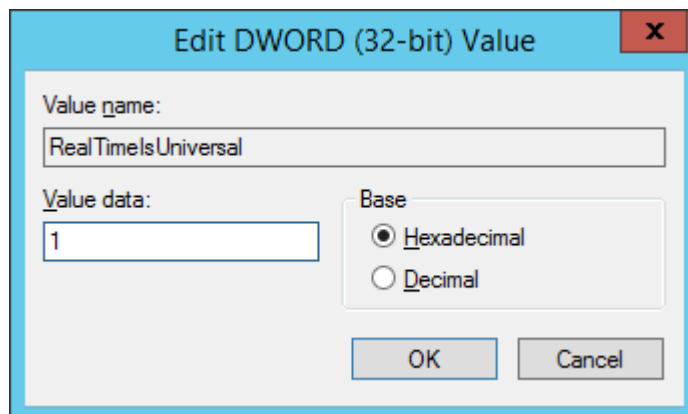 Edit DWORD (32-bit) Value
x
Value name:
RealTimeIsUniversal
Value data:
1
Base
Hexadecimal
Decimal
OK
Cancel